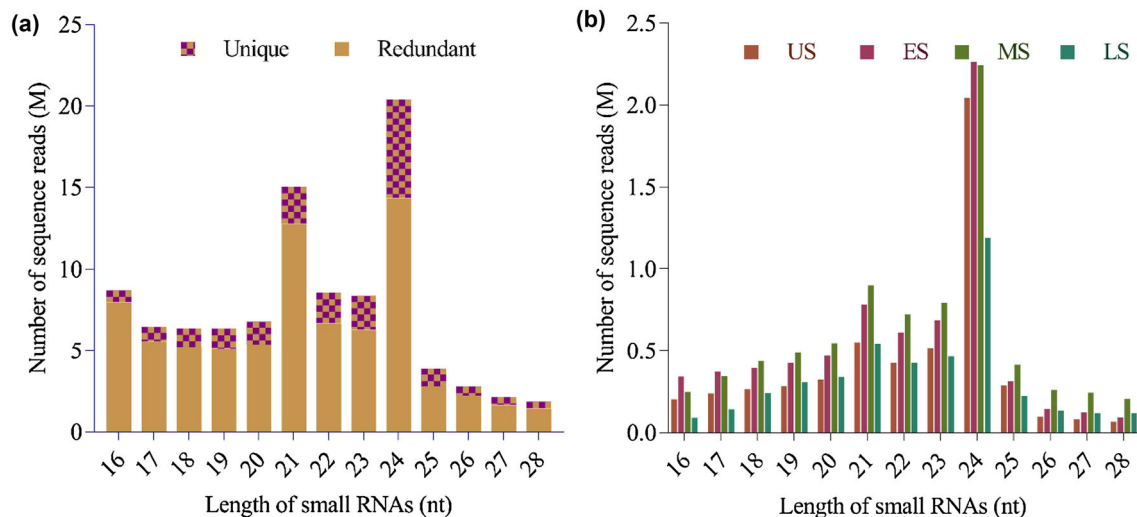 (a)
Unique Redundant
Number of sequence reads (M)
25
20
15
10
5
0
16 17 18 19 20 21 22 23 24 25 26 27 28
Length of small RNAs (nt)
(b)
US ES MS LS
Number of sequence reads (M)
2.5
2.0
1.5
1.0
0.5
0.0
16 17 18 19 20 21 22 23 24 25 26 27 28
Length of small RNAs (nt)